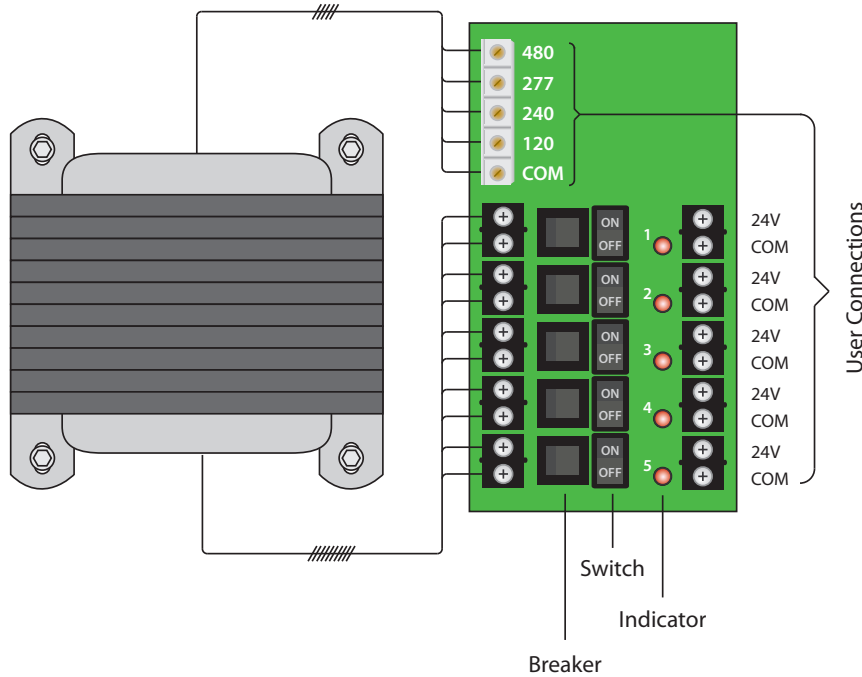 480
277
240
120
COM
ON
OFF
1
24V
COM
ON
OFF
2
24V
COM
ON
OFF
3
24V
COM
ON
OFF
4
24V
COM
ON
OFF
5
24V
COM
User Connections
Switch
Indicator
Breaker